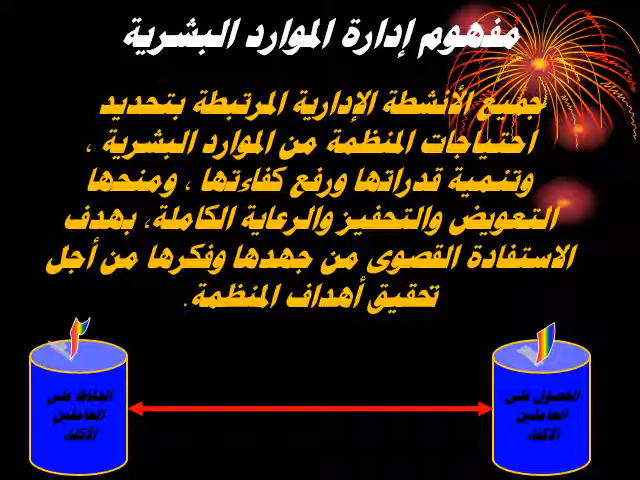 مفهوم إدارة الموارد البشرية
جميع الأنشطة الإدارية المرتبطة بتحديد
احتياجات المنظمة من الموارد البشرية ،
وتنمية قدراتها ورفع كفاءتها ، ومنحها
التعويض والتحفيز والرعاية الكاملة، بهدف
الاستفادة القصوى من جهدها وفكرها من أجل
تحقيق أهداف المنظمة.
١
الحصول على
العاملين
الأكفاء
٢
الحفاظ على
العاملين
الأكفاء